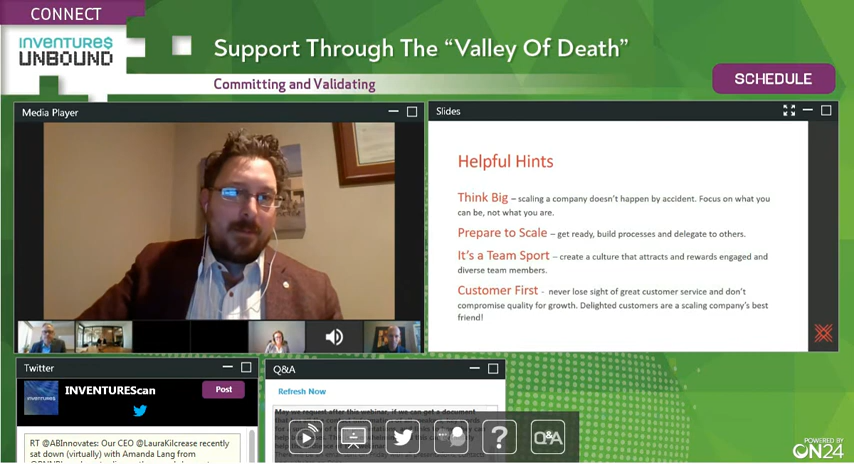 CONNECT
INVENTURE$
UNBOUND
Support Through The “Valley Of Death”
Committing and Validating
SCHEDULE
Media Player
Slides
Helpful Hints
Think Big – scaling a company doesn’t happen by accident. Focus on what you
can be, not what you are.
Prepare to Scale – get ready, build processes and delegate to others.
It’s a Team Sport – create a culture that attracts and rewards engaged and
diverse team members.
Customer First - never lose sight of great customer service and don’t
compromise quality for growth. Delighted customers are a scaling company’s best
friend!
Twitter
INVENTUREScan
Post
RT @ABInnovates: Our CEO @LauraKilcrease recently
sat down (virtually) with Amanda Lang from
Q&A
Refresh Now
May we request after this webinar, if we can get a document
Q&A
POWERED BY
ON24